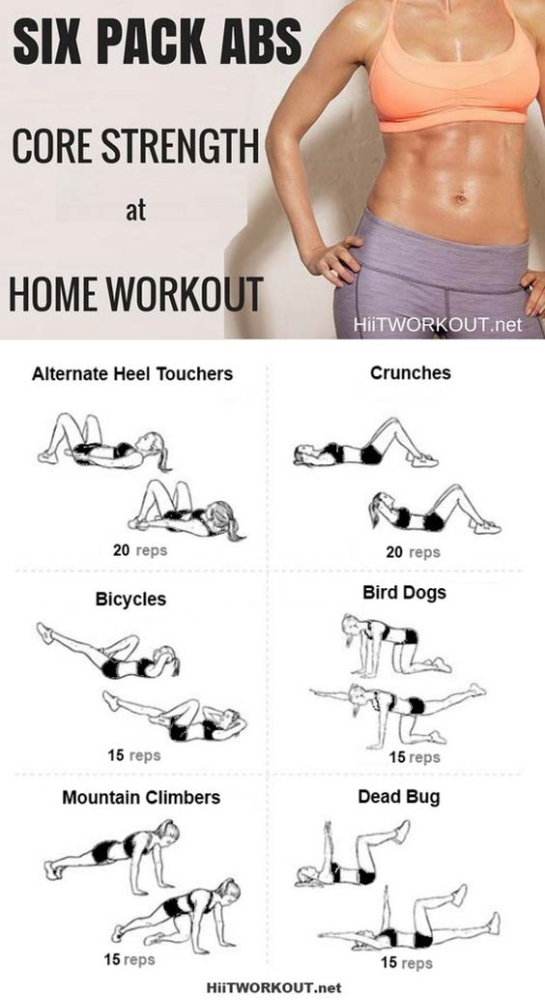 SIX PACK ABS
CORE STRENGTH
at
HOME WORKOUT
HiiTWORKOUT.net
Alternate Heel Touchers
20 reps
Crunches
20 reps
Bicycles
15 reps
Bird Dogs
15 reps
Mountain Climbers
15 reps
Dead Bug
15 reps
HiiTWORKOUT.net